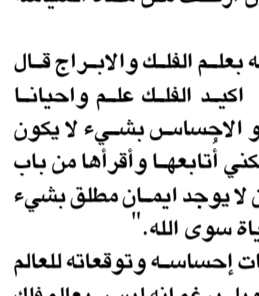 ه بعلم الفلك والابراج قال
اكيد الفلك علم واحيانا
و الاحساس بشيء لا يكون
كني أتابعها وأقرأها من باب
ن لا يوجد ايمان مطلق بشيء
ياة سوى الله."
ات إحساسه وتوقعاته للعالم